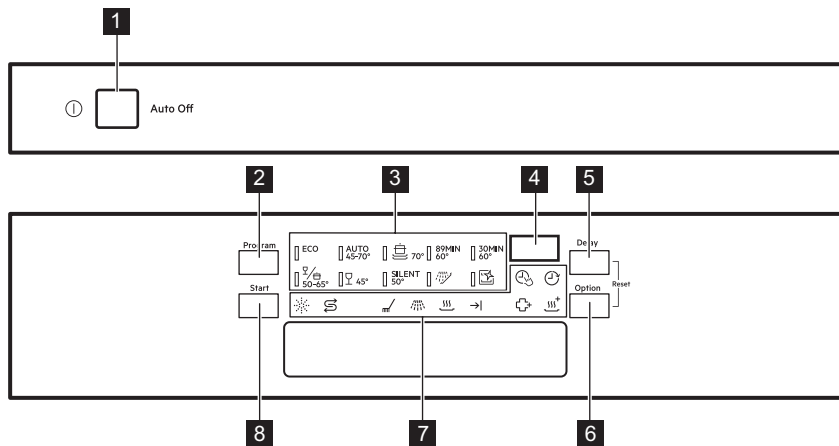 1
Auto Off
2
3
4
5
Program
ECO
AUTO
45-70°
70°
89MIN
60°
30MIN
60°
Delay
50-65°
45°
SILENT
50°
Start
Option
Reset
8
7
6